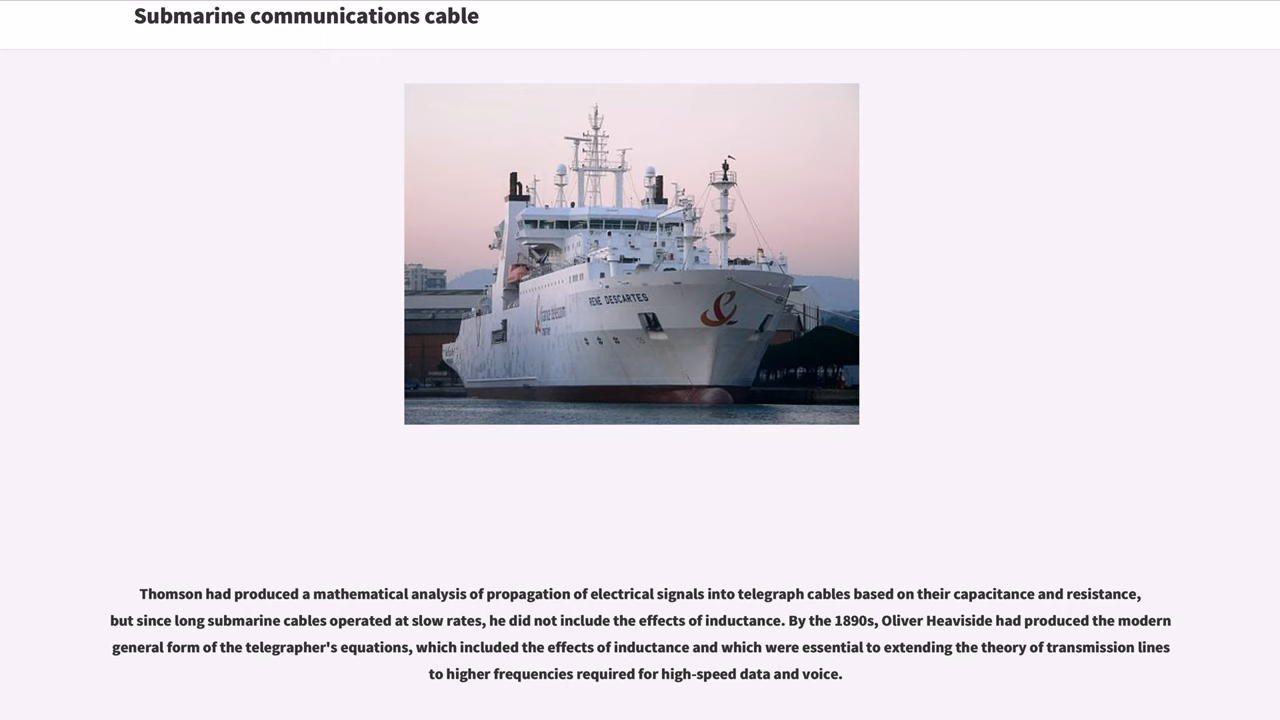 Submarine communications cable
RENE DESCARTES
france telecom
marine
Thomson had produced a mathematical analysis of propagation of electrical signals into telegraph cables based on their capacitance and resistance,
but since long submarine cables operated at slow rates, he did not include the effects of inductance. By the 1890s, Oliver Heaviside had produced the modern
general form of the telegrapher's equations, which included the effects of inductance and which were essential to extending the theory of transmission lines
to higher frequencies required for high-speed data and voice.